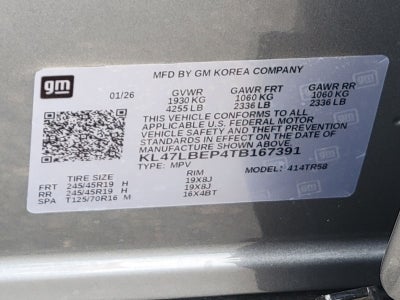 gm
MFD BY GM KOREA COMPANY
01/26
GVWR GAWR FRT GAWR RR
1930 KG 1060 KG 1060 KG
4255 LB 2336 LB 2336 LB
THIS VEHICLE CONFORMS TO ALL
APPLICABLE U.S. FEDERAL MOTOR
VEHICLE SAFETY AND THEFT PREVENTION
STANDARDS IN EFFECT ON THE DATE OF
MANUFACTURE SHOWN ABOVE.
KL47LBEP4TB167391
TYPE: MPV MODEL: 414TR58
TIRE SIZE RIM
FRT 245/45R19 H 19X8J
RR 245/45R19 H 19X8J
SPA T125/70R16 M 16X4BT
gm
gm